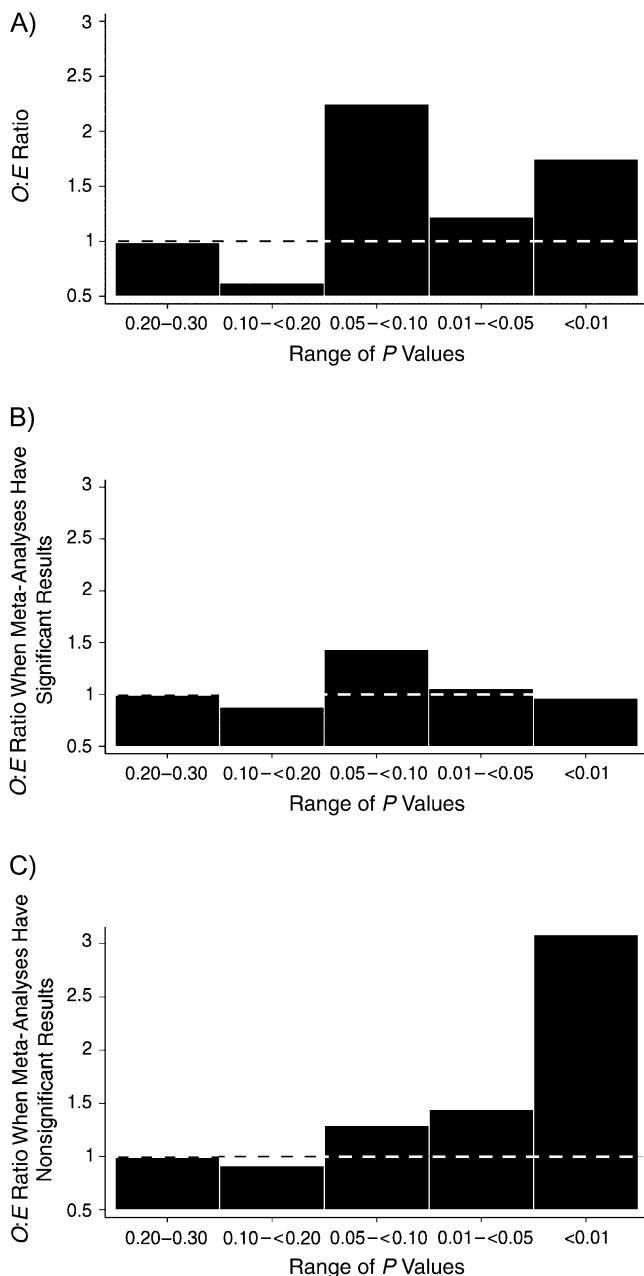 A)
3
2.5
2
1.5
1
0.5
O:E Ratio
0.20–0.30 0.10–<0.20 0.05–<0.10 0.01–<0.05 <0.01
Range of P Values
B)
3
2.5
2
1.5
1
0.5
O:E Ratio When Meta-Analyses Have
Significant Results
0.20–0.30 0.10–<0.20 0.05–<0.10 0.01–<0.05 <0.01
Range of P Values
C)
3
2.5
2
1.5
1
0.5
O:E Ratio When Meta-Analyses Have
Nonsignificant Results
0.20–0.30 0.10–<0.20 0.05–<0.10 0.01–<0.05 <0.01
Range of P Values